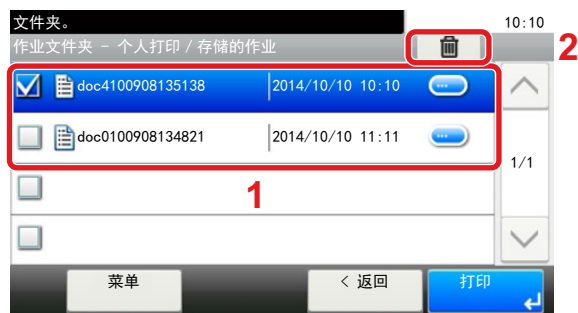 文件夹。 10:10
作业文件夹 - 个人打印 / 存储的作业 2
doc4100908135138 2014/10/10 10:10
doc0100908134821 2014/10/10 11:11
1/1
1
菜单 < 返回 打印